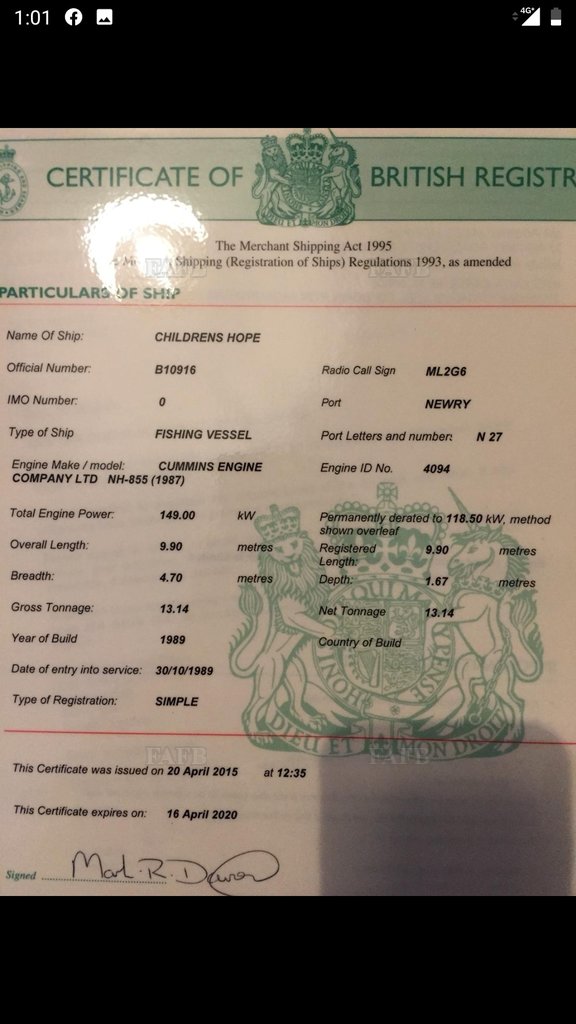 1:01
4G+
CERTIFICATE OF BRITISH REGISTR
DIEU ET MON DROIT
The Merchant Shipping Act 1995
Shipping (Registration of Ships) Regulations 1993, as amended
PARTICULARS OF SHIP
Name Of Ship: CHILDRENS HOPE
Official Number: B10916 Radio Call Sign ML2G6
IMO Number: 0 Port NEWRY
Type of Ship FISHING VESSEL Port Letters and number: N 27
Engine Make / model: CUMMINS ENGINE Engine ID No. 4094
COMPANY LTD NH-855 (1987)
Total Engine Power: 149.00 kW Permanently derated to 118.50 kW, method
shown overleaf
Overall Length: 9.90 metres Registered 9.90 metres
Length:
Breadth: 4.70 metres Depth: 1.67 metres
Gross Tonnage: 13.14 Net Tonnage 13.14
Year of Build 1989 Country of Build
Date of entry into service: 30/10/1989
Type of Registration: SIMPLE
DIEU ET MON DROIT
FAFB FAFB
This Certificate was issued on 20 April 2015 at 12:35
This Certificate expires on: 16 April 2020
Signed